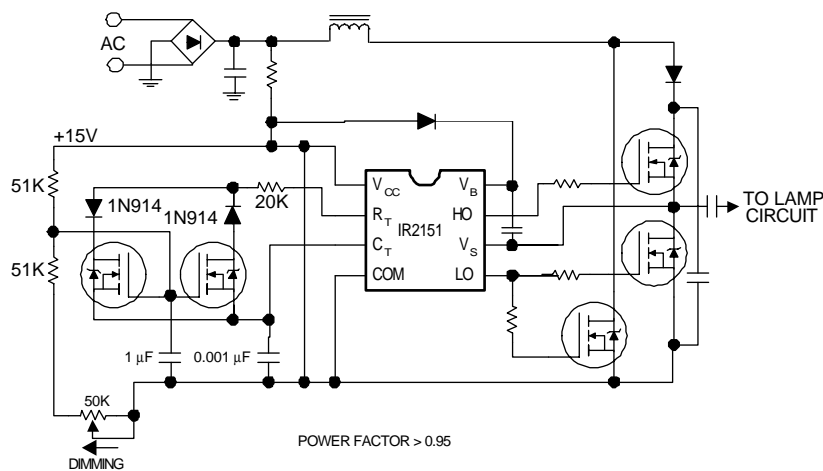 AC
+15V
51K
1N914
1N914
20K
V CC
V B
R T
HO
IR2151
C T
V S
COM
LO
TO LAMP
CIRCUIT
51K
1 µF
0.001 µF
50K
DIMMING
POWER FACTOR > 0.95